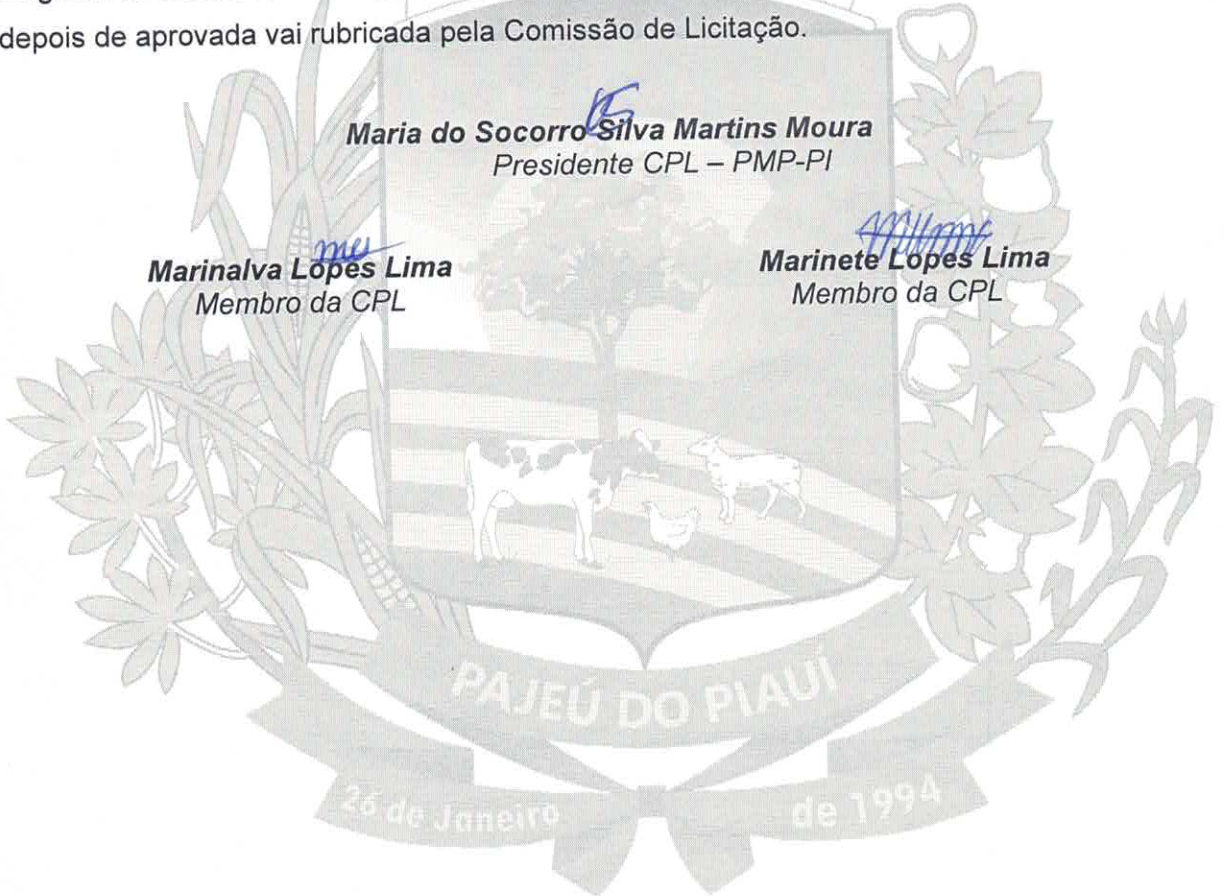 depois de aprovada vai rubricada pela Comissão de Licitação.
Maria do Socorro Silva Martins Moura
Presidente CPL – PMP-PI
Marinalva Lopes Lima
Membro da CPL
Marinete Lopes Lima
Membro da CPL
PAJEÚ DO PIAUÍ
26 de Janeiro de 1994